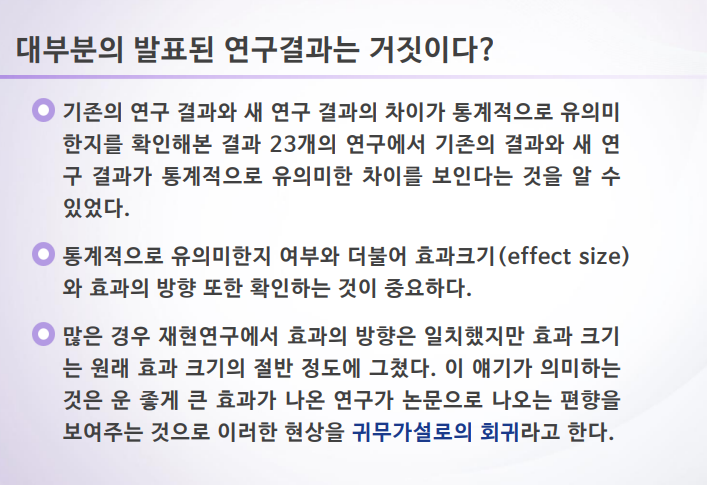 대부분의 발표된 연구결과는 거짓이다?
기존의 연구 결과와 새 연구 결과의 차이가 통계적으로 유의미
한지를 확인해본 결과 23개의 연구에서 기존의 결과와 새 연
구 결과가 통계적으로 유의미한 차이를 보인다는 것을 알 수
있었다.
통계적으로 유의미한지 여부와 더불어 효과크기(effect size)
와 효과의 방향 또한 확인하는 것이 중요하다.
많은 경우 재현연구에서 효과의 방향은 일치했지만 효과 크기
는 원래 효과 크기의 절반 정도에 그쳤다. 이 얘기가 의미하는
것은 운 좋게 큰 효과가 나온 연구가 논문으로 나오는 편향을
보여주는 것으로 이러한 현상을 귀무가설로의 회귀라고 한다.